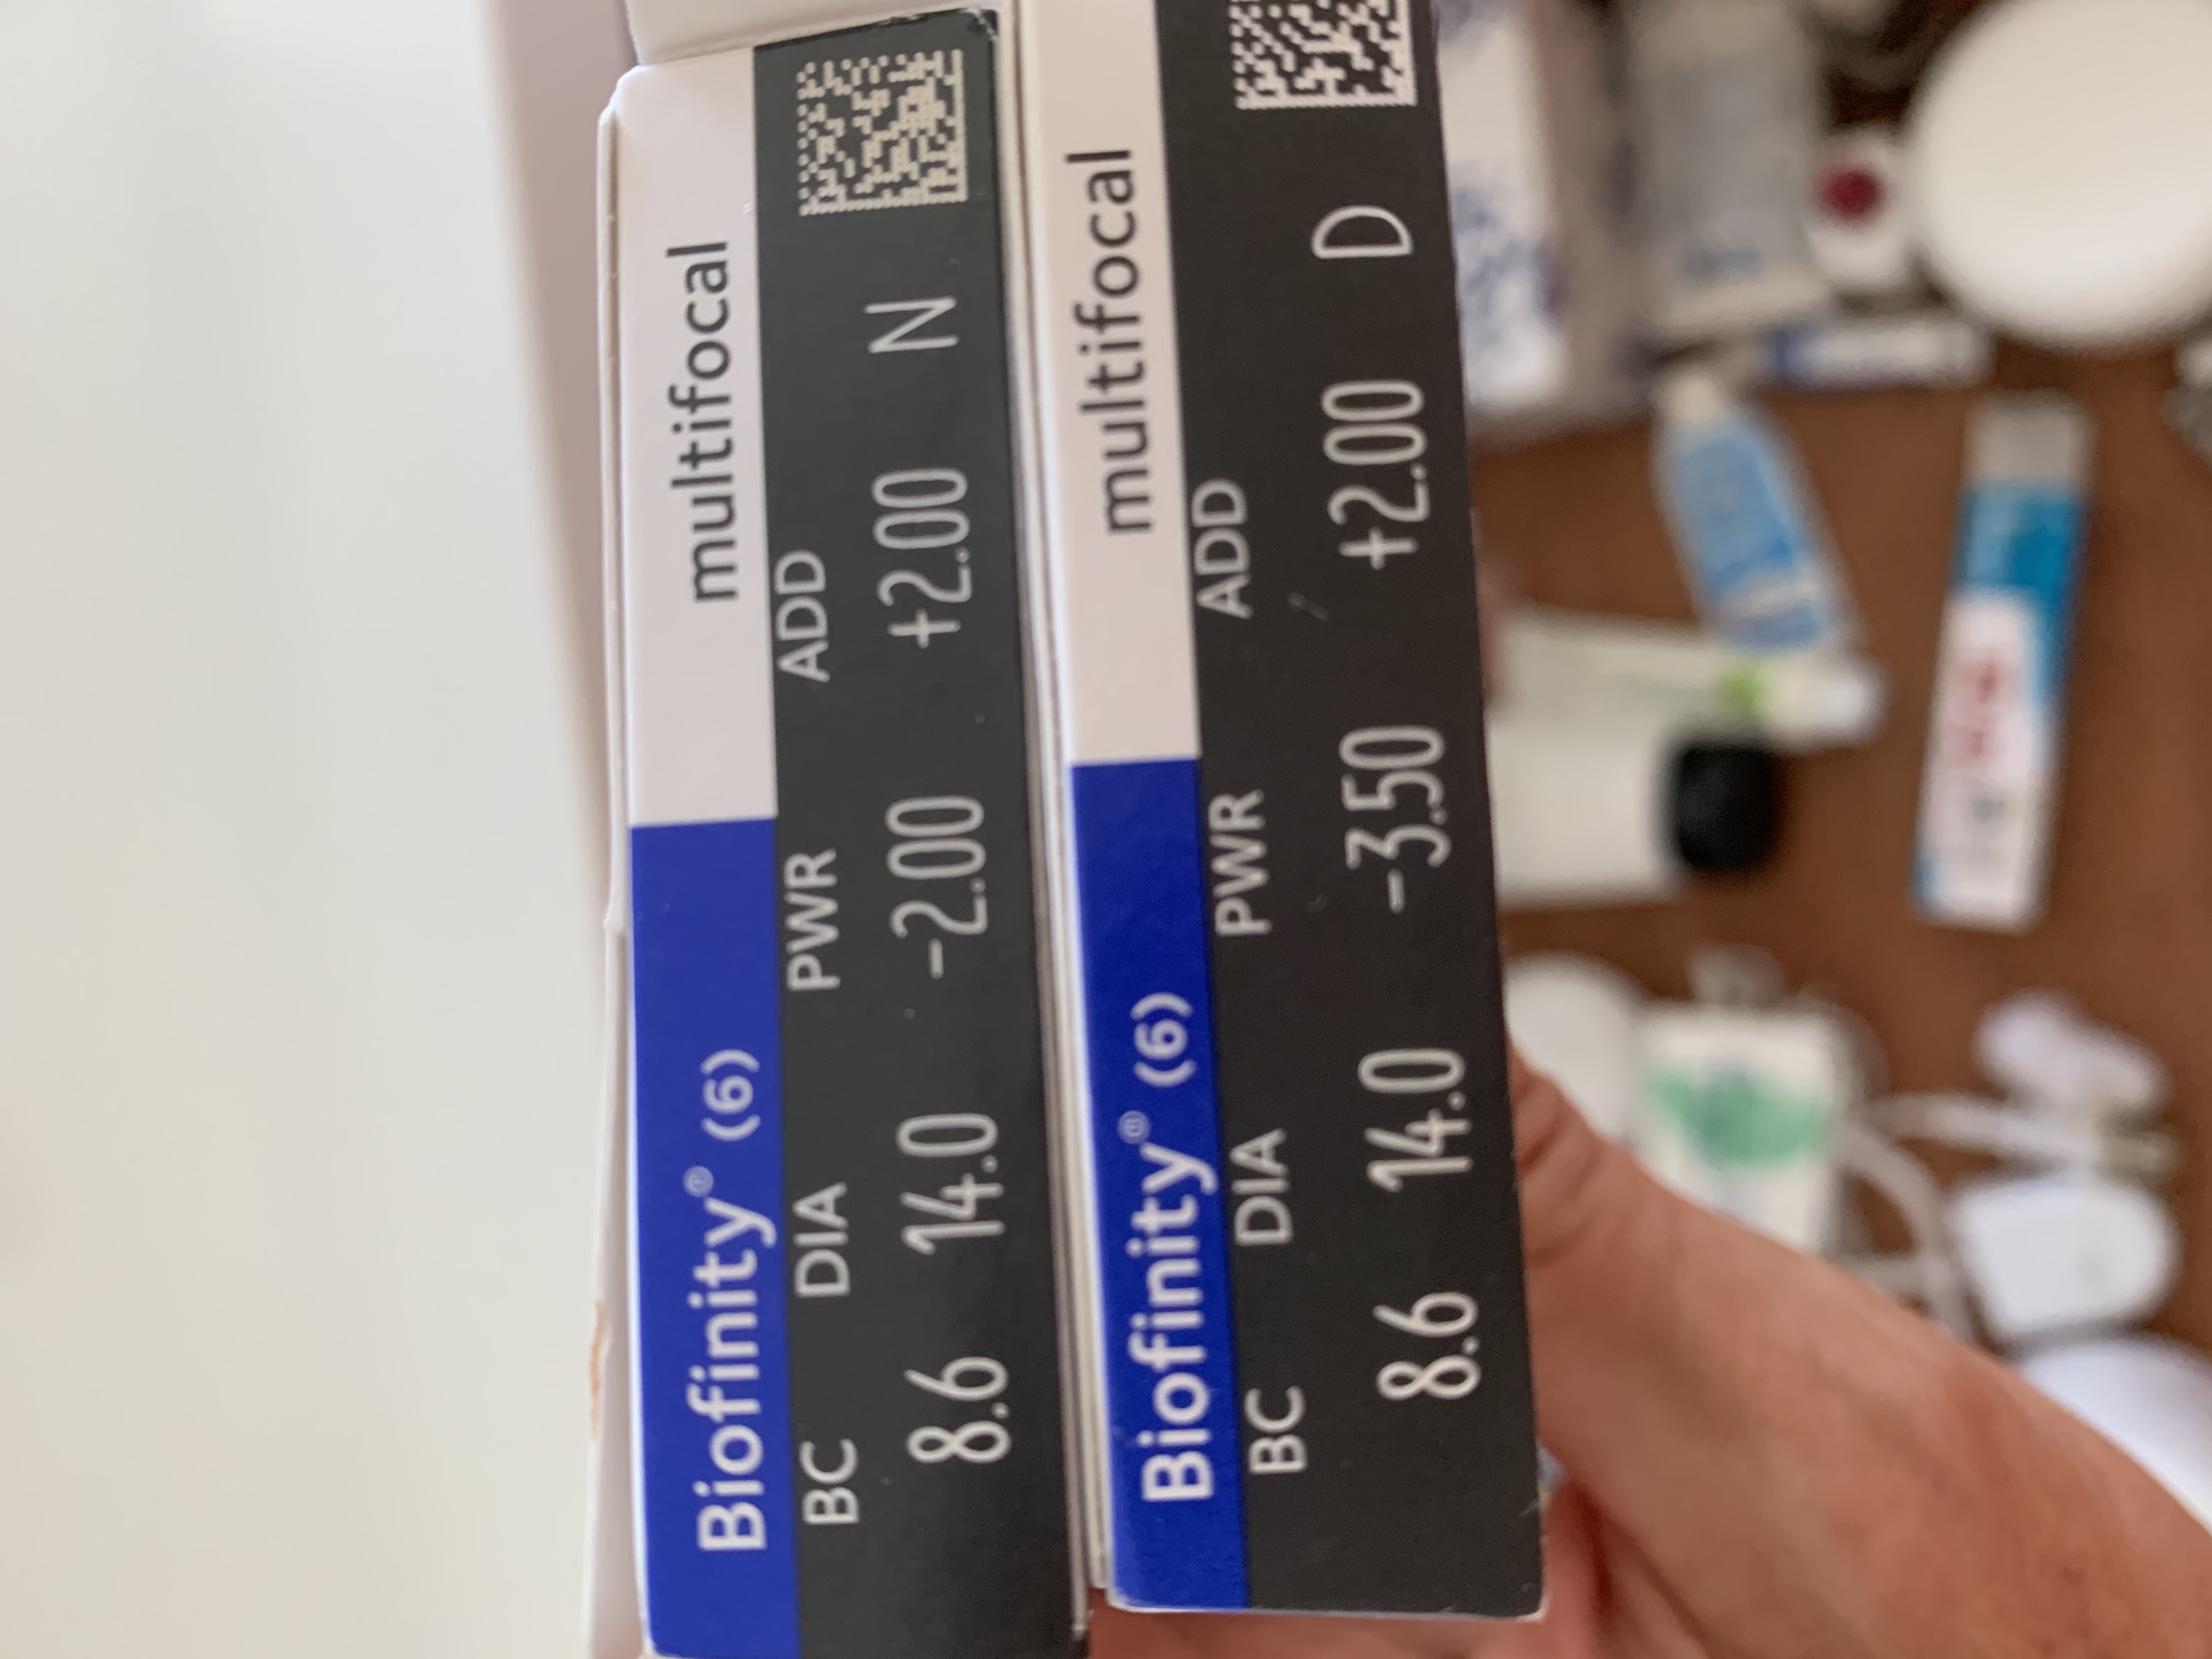 Biofinity® (6) multifocal
BC DIA PWR ADD
8.6 14.0 -2.00 +2.00 N
Biofinity® (6) multifocal
BC DIA PWR ADD
8.6 14.0 -3.50 +2.00 D